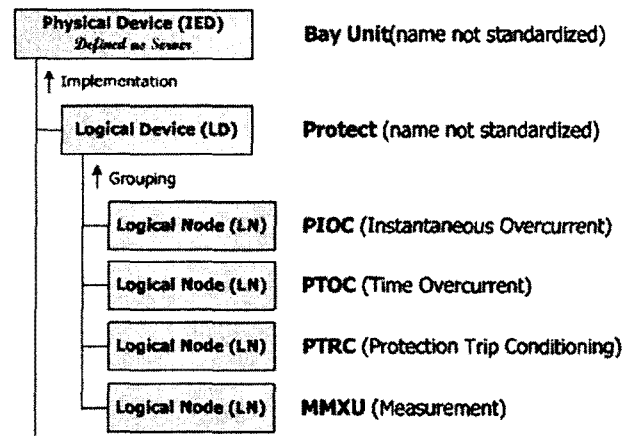 Physical Device (IED) Bay Unit(name not standardized)
Defined as Server
Implementation
Logical Device (LD) Protect (name not standardized)
Grouping
Logical Node (LN) PIOC (Instantaneous Overcurrent)
Logical Node (LN) PTOC (Time Overcurrent)
Logical Node (LN) PTRC (Protection Trip Conditioning)
Logical Node (LN) MMXU (Measurement)